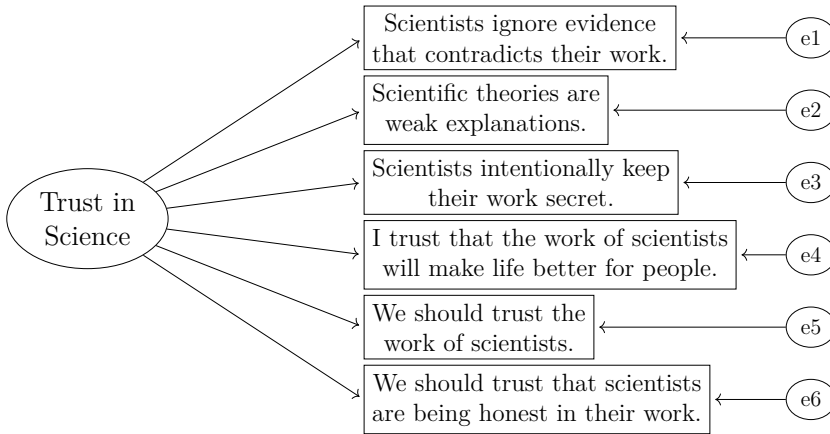 Scientists ignore evidence
that contradicts their work.
e1
Scientific theories are
weak explanations.
e2
Scientists intentionally keep
their work secret.
e3
Trust in
Science
I trust that the work of scientists
will make life better for people.
e4
We should trust the
work of scientists.
e5
We should trust that scientists
are being honest in their work.
e6